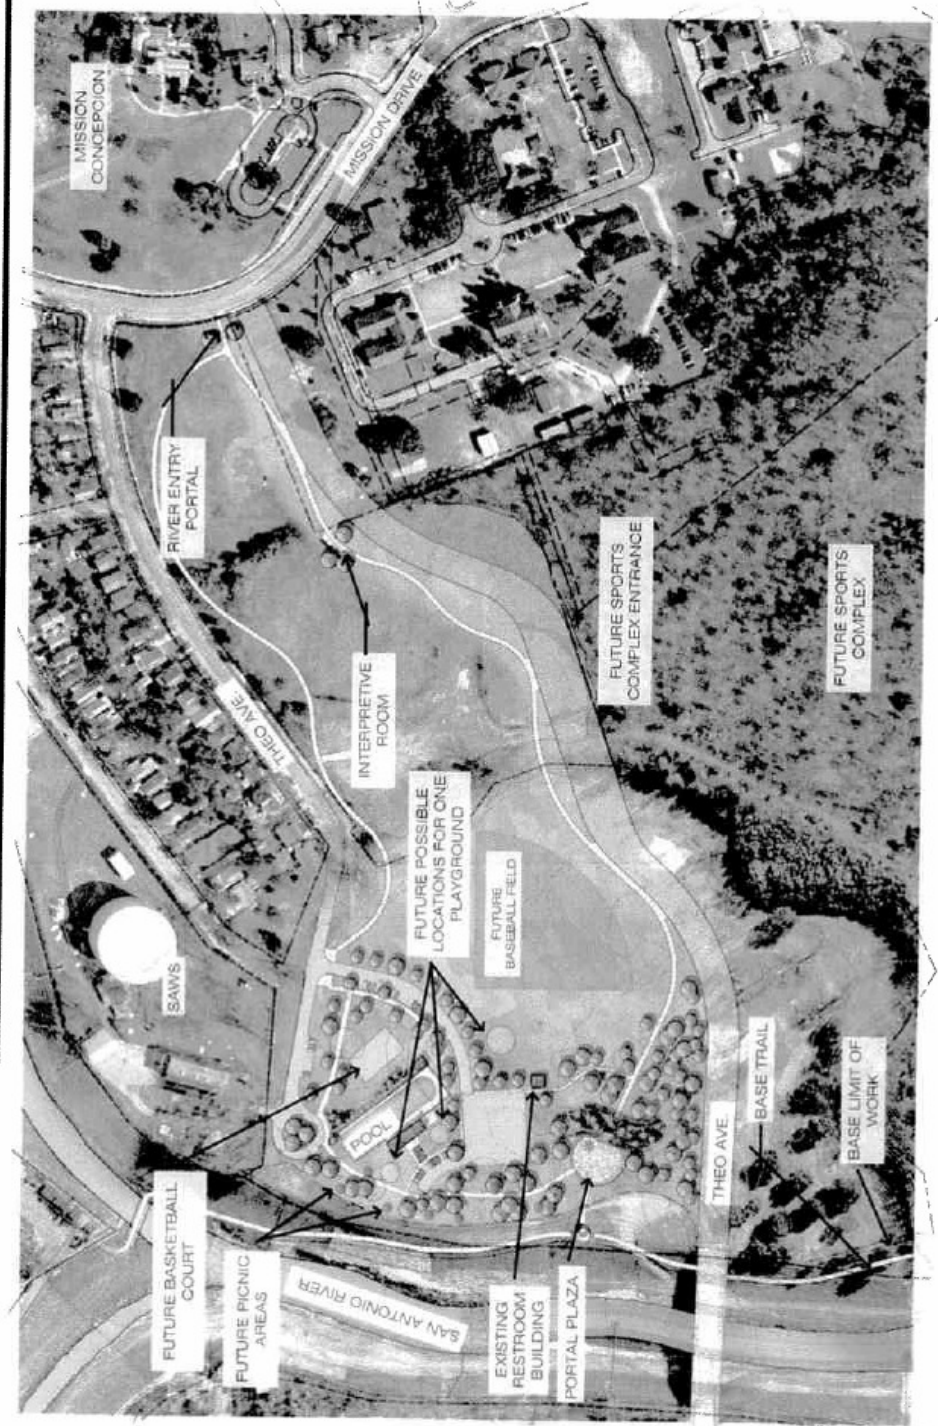 MISSION
CONCEPCION
MISSION DRIVE
RIVER ENTRY
PORTAL
THEO AVE.
INTERPRETIVE
ROOM
FUTURE SPORTS
COMPLEX ENTRANCE
FUTURE SPORTS
COMPLEX
SAWS
FUTURE POSSIBLE
LOCATIONS FOR ONE
PLAYGROUND
FUTURE
BASEBALL FIELD
POOL
FUTURE BASKETBALL
COURT
FUTURE PICNIC
AREAS
SAN ANTONIO RIVER
EXISTING
RESTROOM
BUILDING
PORTAL PLAZA
THEO AVE.
BASE TRAIL
BASE LIMIT OF
WORK